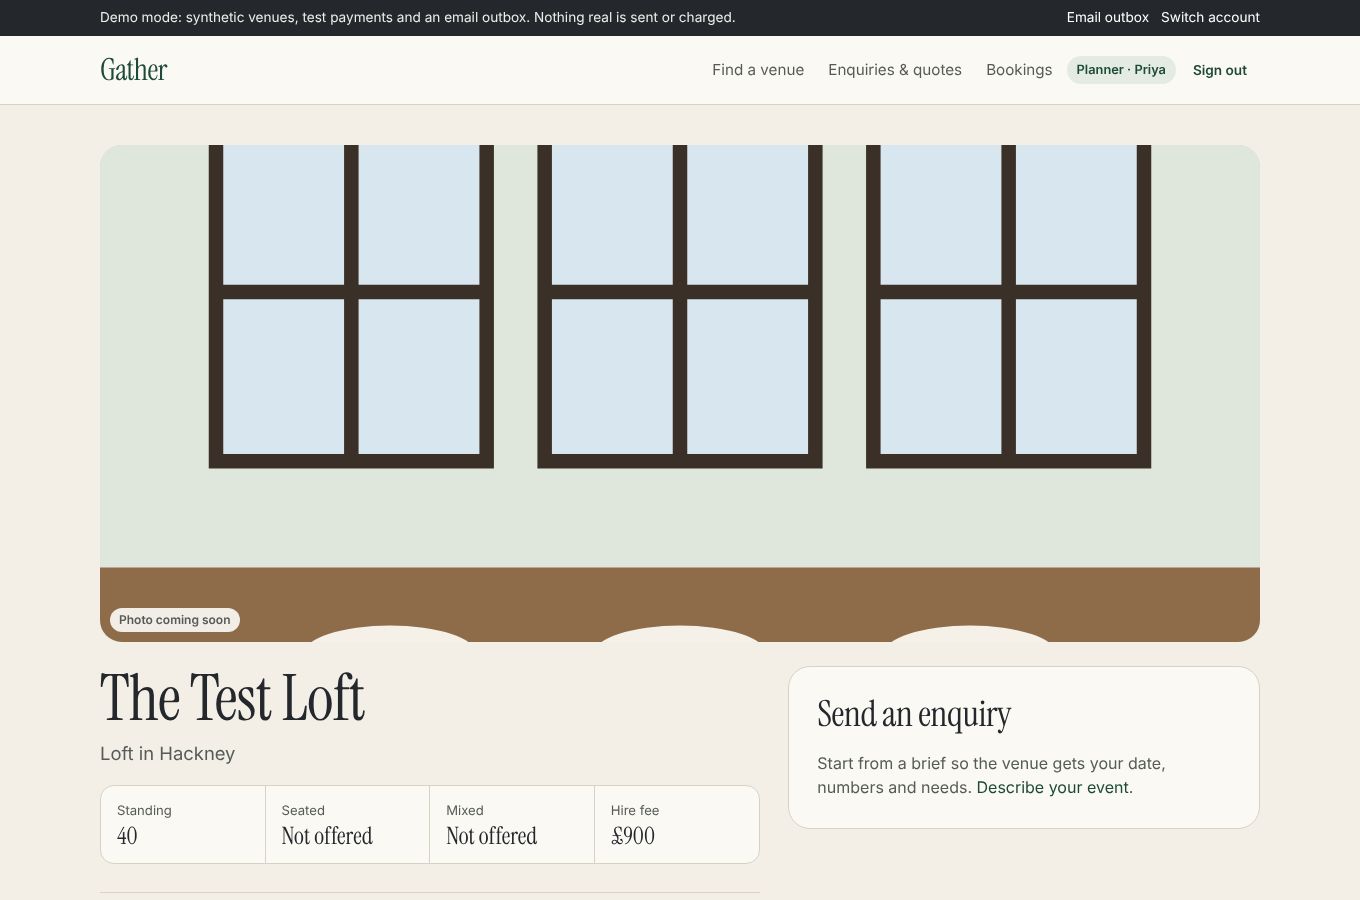 Demo mode: synthetic venues, test payments and an email outbox. Nothing real is sent or charged.
Email outbox Switch account
Gather
Find a venue Enquiries & quotes Bookings Planner · Priya Sign out
Photo coming soon
The Test Loft
Loft in Hackney
Standing Seated Mixed Hire fee
40 Not offered Not offered £900
Send an enquiry
Start from a brief so the venue gets your date,
numbers and needs. Describe your event.